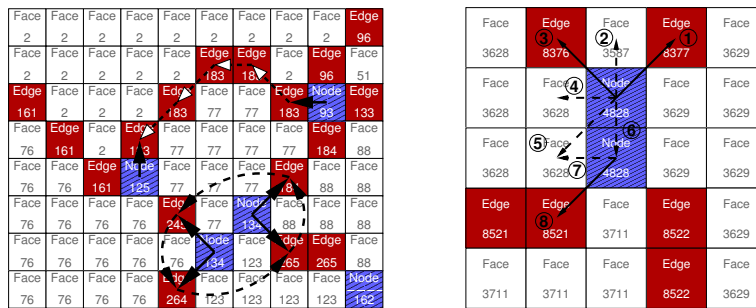 Face Face Face Face Face Face Face Face Face Edge
2 2 2 2 2 2 2 2 2 96
Face Face Face Face Face Edge Edge Face Edge Face
2 2 2 2 2 183 2 96 51
Edge Face Face Face Edge Face Face Edge Node Edge
161 2 2 2 183 77 77 183 93 133
Face Edge Face Edge Face Face Face Face Edge Face
76 161 2 77 77 77 77 184 88
Face Face Edge Node Face Face Face Edge Face Face
76 76 161 125 77 77 77 88 88
Face Face Face Face Edge Face Node Face Face Face
76 76 76 76 77 134 88 88 88
Face Face Face Face Face Node Face Edge Edge Face
76 76 76 76 76 134 123 265 265 88
Face Face Face Face Edge Face Face Face Face Node
76 76 76 76 264 123 123 123 123 162
Face Edge Face Edge Face
③ ② ①
3628 8376 3587 8377 3629
Face Face Node Face Face
④
3628 3628 4828 3629 3629
⑥
Face Face Node Face Face
⑤
⑦
3628 3628 4828 3629 3629
Edge Edge Face Edge Face
⑧
8521 8521 3711 8522 3629
Face Face Face Edge Face
3711 3711 3711 8522 3629